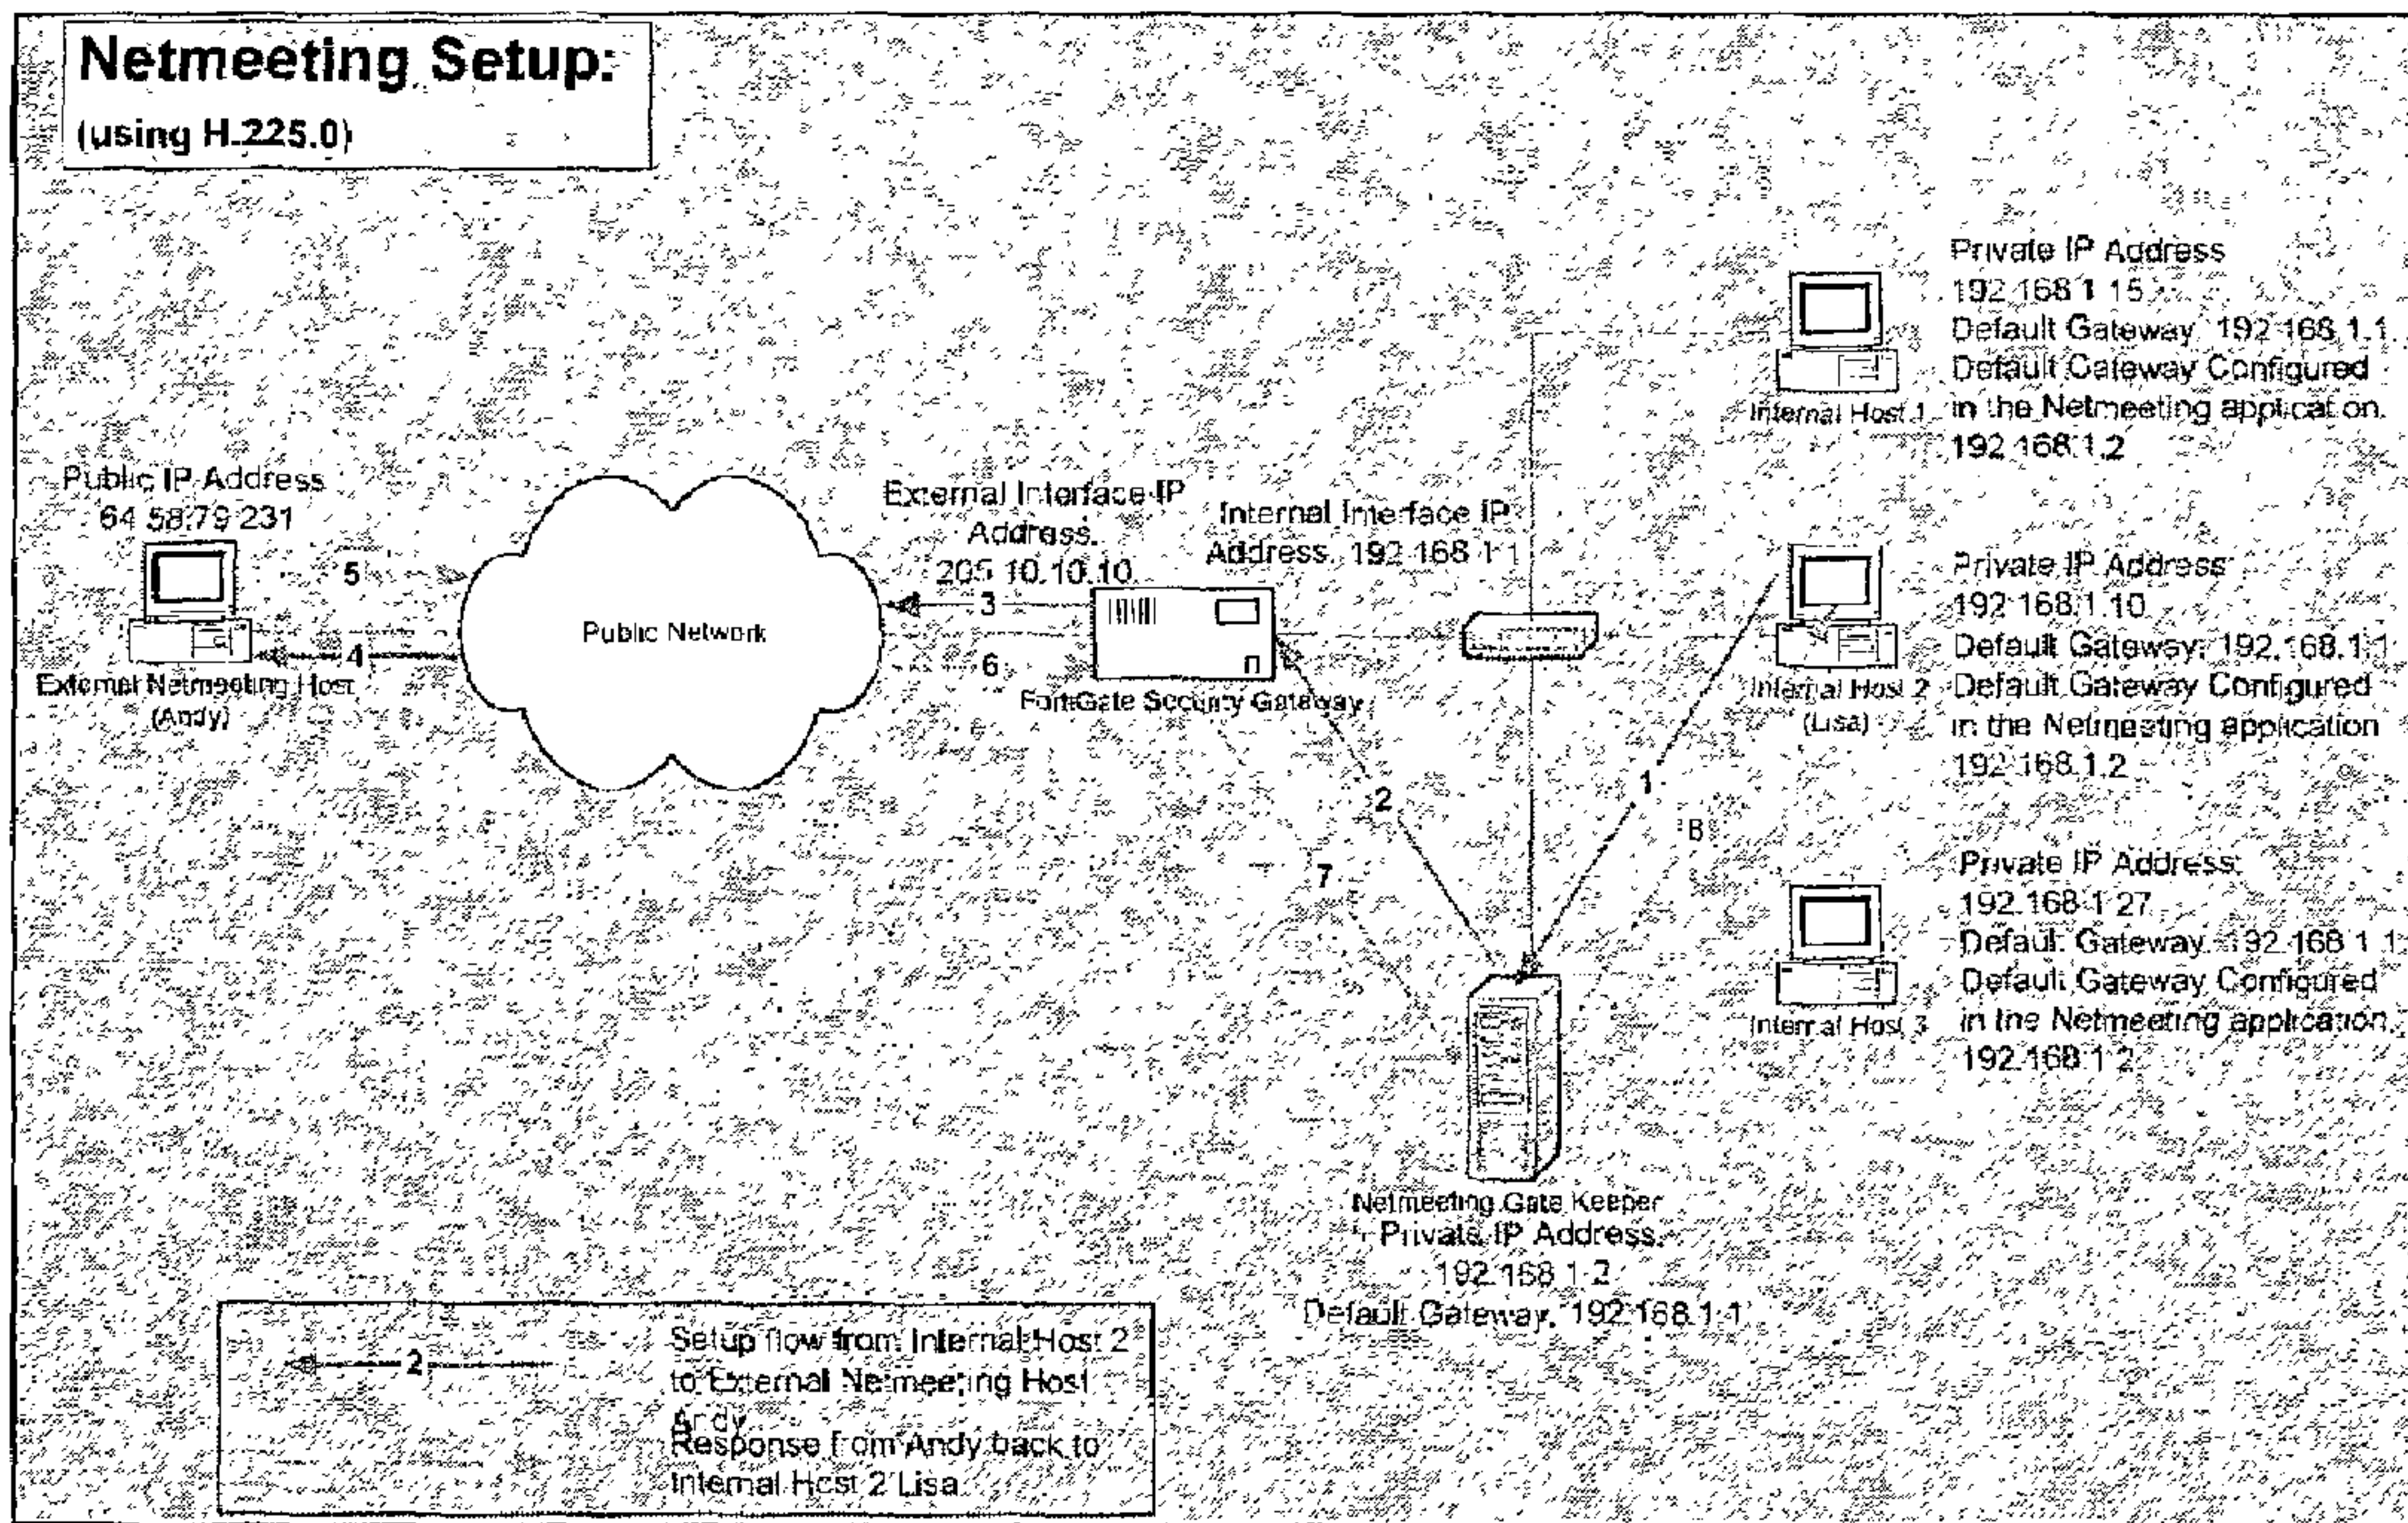 Netmeeting Setup:
(using H.225.0)
Private IP Address
192.168.1.15
Default Gateway. 192.168.1.1
Default Gateway Configured
in the Netmeeting application.
192.168.1.2
Internal Host 1
Public IP Address
64.58.79.231
5
4
External Netmeeting Host
(Andy)
Public Network
External Interface IP
Address.
205.10.10.10
3
6
Internal Interface IP
Address. 192.168.1.1
FortiGate Security Gateway
Private IP Address
192.168.1.10
Default Gateway. 192.168.1.1
Default Gateway Configured
in the Netmeeting application
192.168.1.2
Internal Host 2
(Lisa)
1
2
7
Private IP Address.
192.168.1.27
Default Gateway. 192.168.1.1
Default Gateway Configured
in the Netmeeting application.
192.168.1.2
Internal Host 3
Netmeeting Gate Keeper
Private IP Address.
192.168.1.2
Default Gateway. 192.168.1.1
2
Setup flow from Internal Host 2
to External Netmeeting Host
Andy
Response from Andy back to
Internal Host 2 Lisa